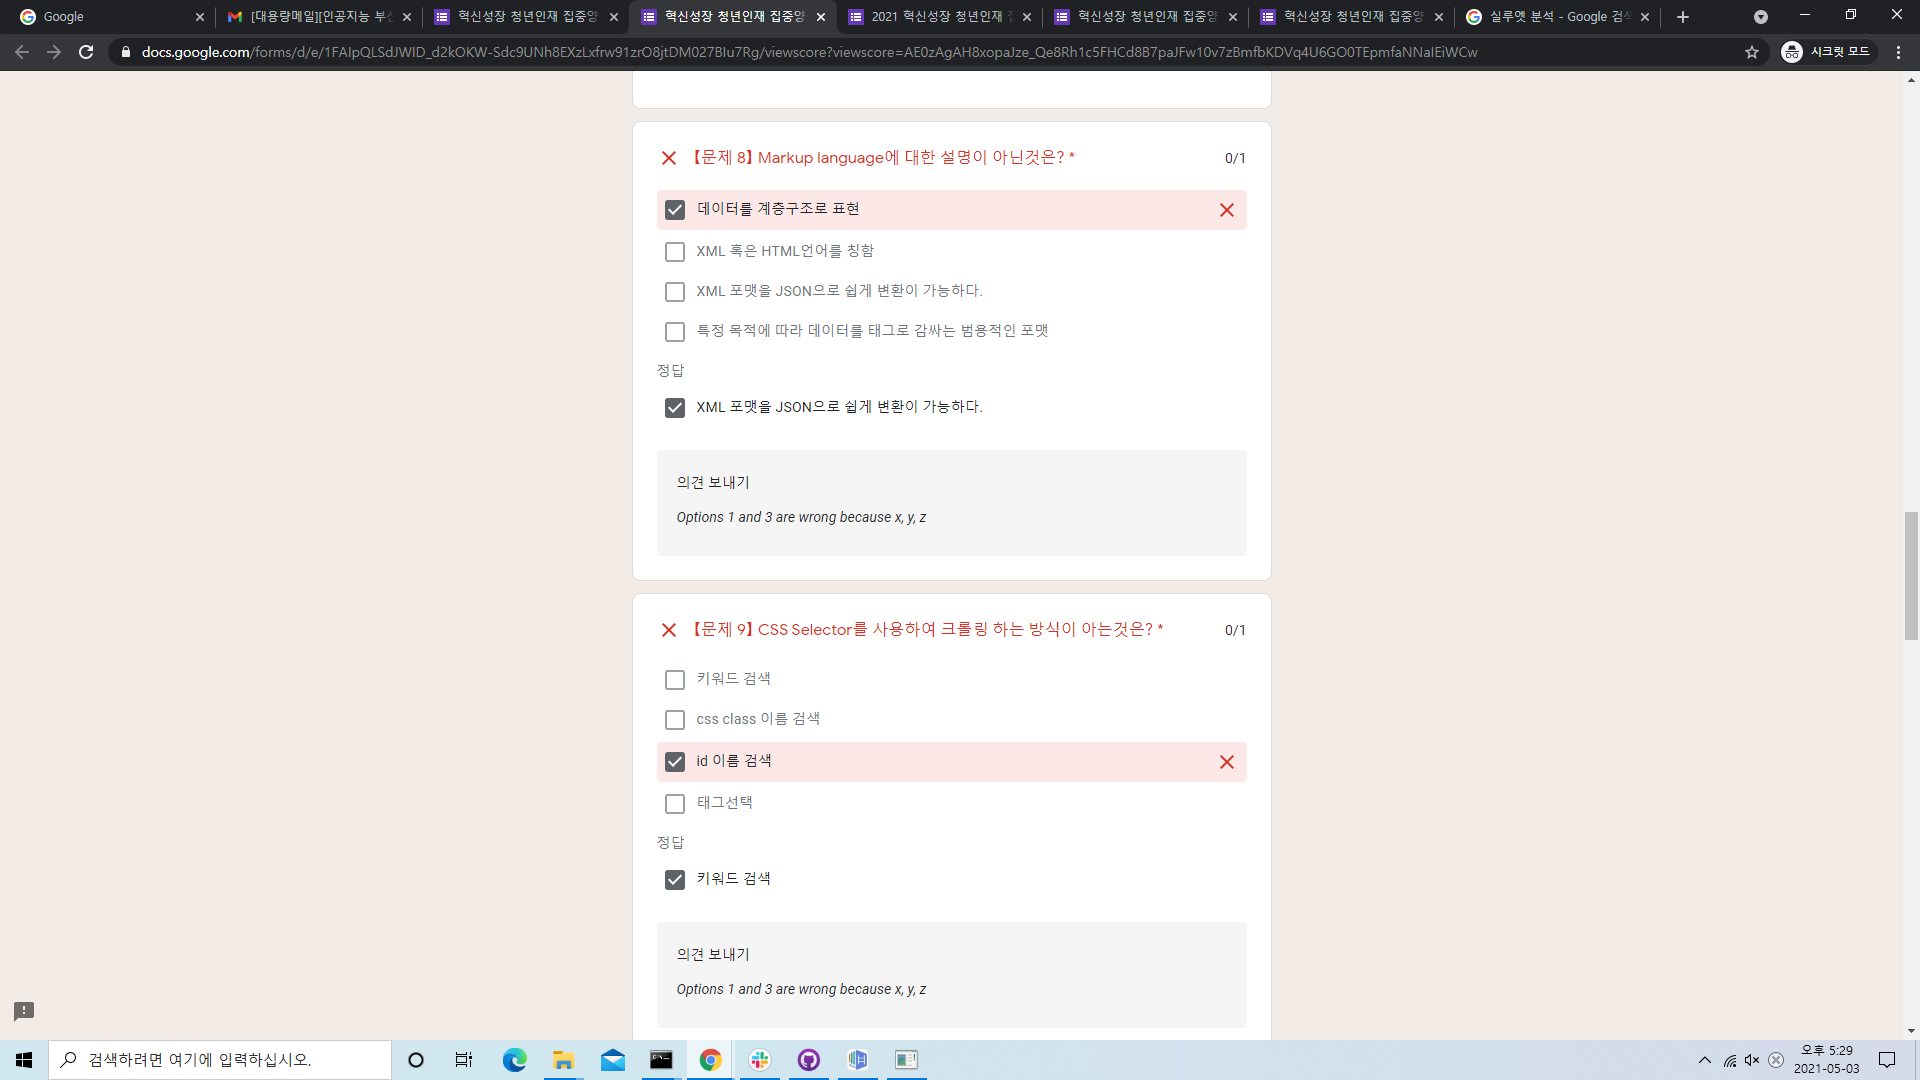 Google
[대용량메일][인공지능 부산
혁신성장 청년인재 집중양
혁신성장 청년인재 집중양
2021 혁신성장 청년인재 집
혁신성장 청년인재 집중양
혁신성장 청년인재 집중양
실루엣 분석 - Google 검색
docs.google.com/forms/d/e/1FAIpQLSdJWID_d2kOKW-Sdc9UNh8EXzLxfrw91zrO8jtDM027BIu7Rg/viewscore?viewscore=AE0zAgAH8xopaJze_Qe8Rh1c5FHCd8B7paJFw10v7zBmfbKDVq4U6GO0TEpmfaNNaIEiWCw
시크릿 모드
【문제 8】 Markup language에 대한 설명이 아닌것은? *
0/1
데이터를 계층구조로 표현
XML 혹은 HTML언어를 칭함
XML 포맷을 JSON으로 쉽게 변환이 가능하다.
특정 목적에 따라 데이터를 태그로 감싸는 범용적인 포맷
정답
XML 포맷을 JSON으로 쉽게 변환이 가능하다.
의견 보내기
Options 1 and 3 are wrong because x, y, z
【문제 9】 CSS Selector를 사용하여 크롤링 하는 방식이 아는것은? *
0/1
키워드 검색
css class 이름 검색
id 이름 검색
태그선택
정답
키워드 검색
의견 보내기
Options 1 and 3 are wrong because x, y, z
검색하려면 여기에 입력하십시오.
오후 5:29
2021-05-03